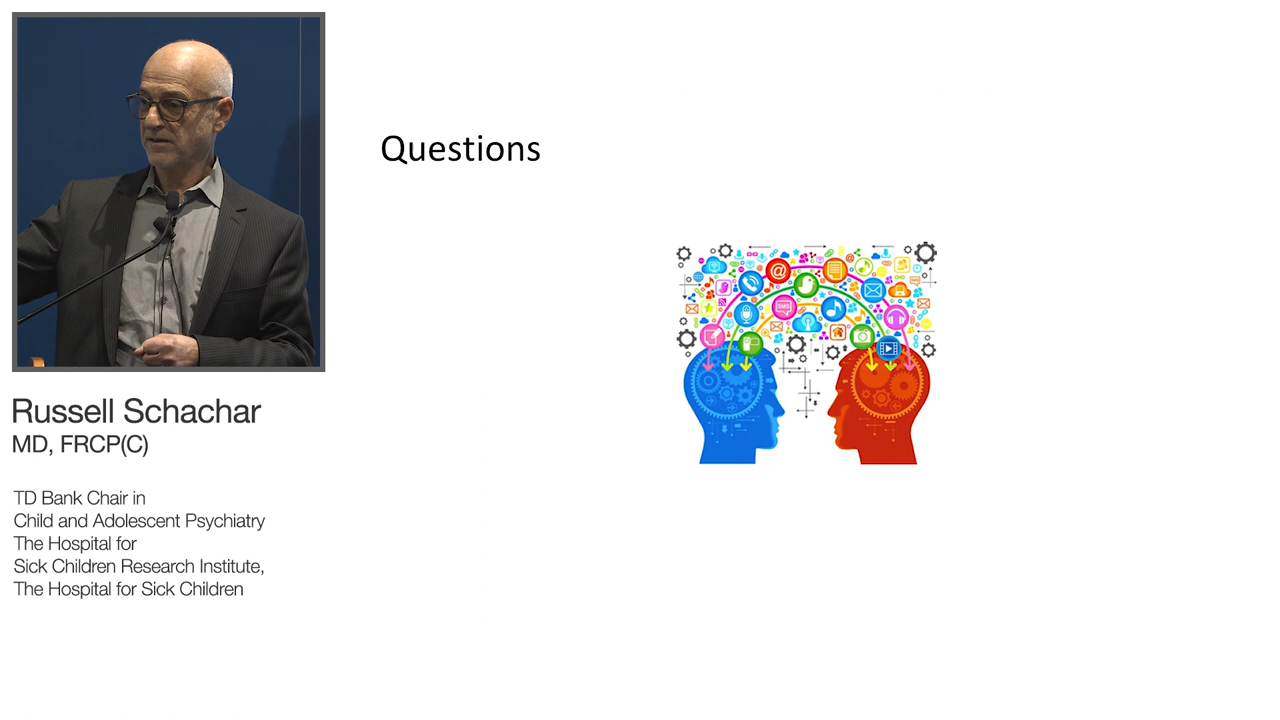 Questions
Russell Schachar
MD, FRCP(C)
TD Bank Chair in
Child and Adolescent Psychiatry
The Hospital for
Sick Children Research Institute,
The Hospital for Sick Children
@
SMS